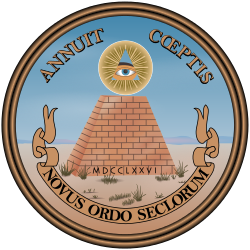 ANNUIT CŒPTIS
MDCCLXXVI
NOVUS ORDO SECLORUM